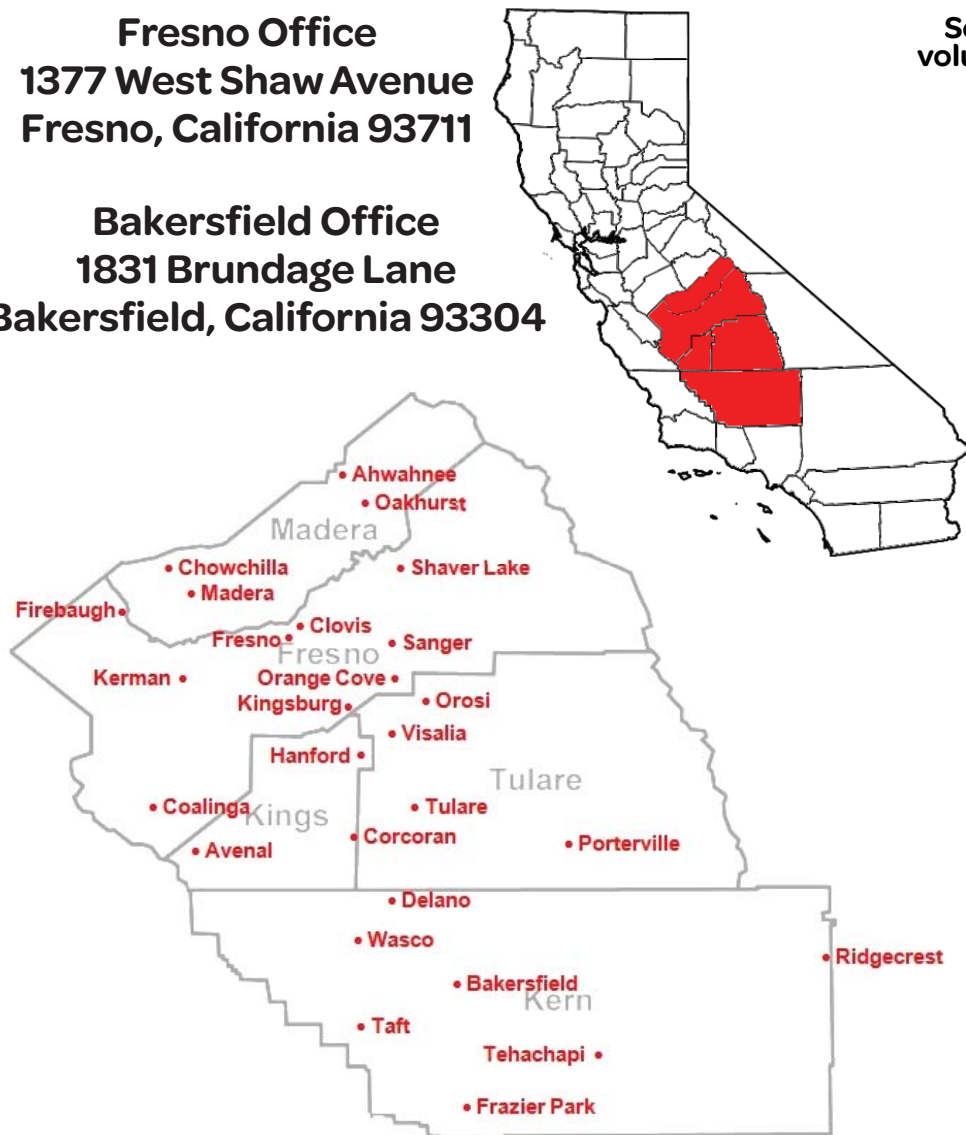 Fresno Office
1377 West Shaw Avenue
Fresno, California 93711
Bakersfield Office
1831 Brundage Lane
Bakersfield, California 93304
Ahwahnee
Oakhurst
Madera
Chowchilla
Shaver Lake
Madera
Firebaugh
Clovis
Fresno
Sanger
Fresno
Kerman
Orange Cove
Orosi
Kingsburg
Visalia
Hanford
Tulare
Coalinga
Kings
Tulare
Corcoran
Avenal
Porterville
Delano
Wasco
Ridgecrest
Bakersfield
Kern
Taft
Tehachapi
Frazier Park